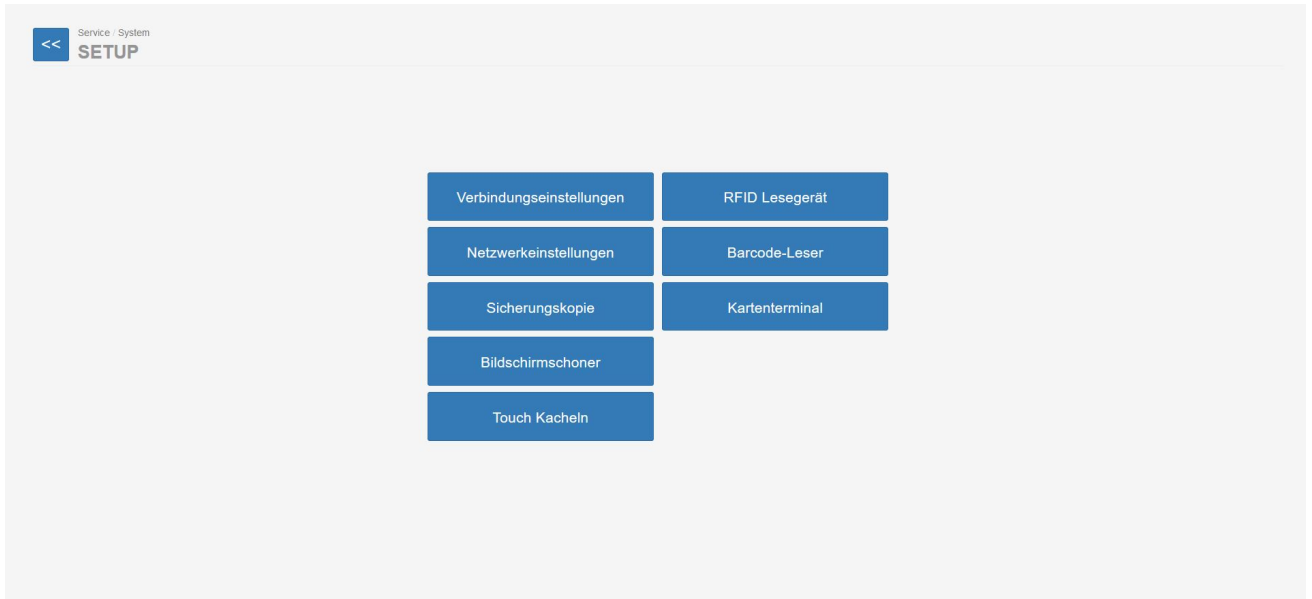 <<
Service / System
SETUP
Verbindungseinstellungen
RFID Lesegerät
Netzwerkeinstellungen
Barcode-Leser
Sicherungskopie
Kartenterminal
Bildschirmschoner
Touch Kacheln